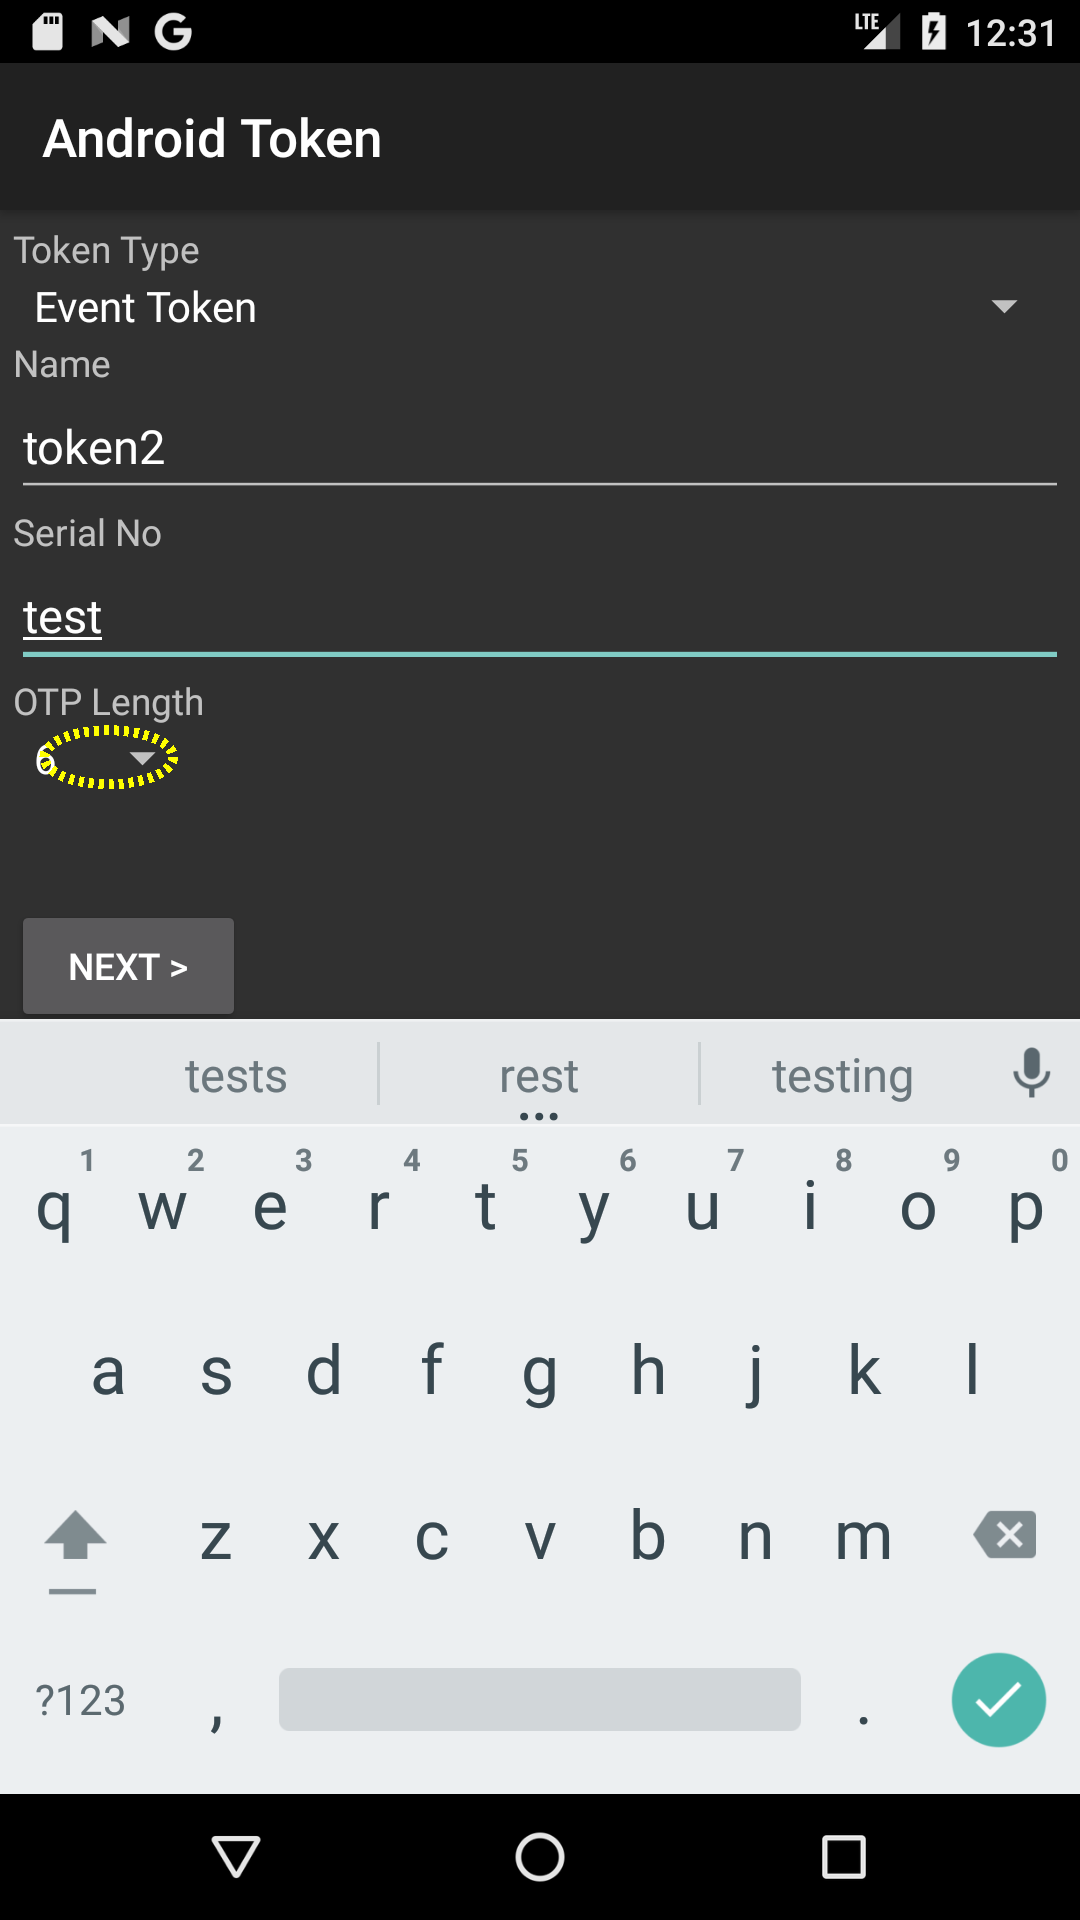 LTE 12:31
Android Token
Token Type
Event Token
Name
token2
Serial No
test
OTP Length
6
NEXT >
tests rest testing
1 2 3 4 5 6 7 8 9 0
q w e r t y u i o p
a s d f g h j k l
z x c v b n m
?123 , .